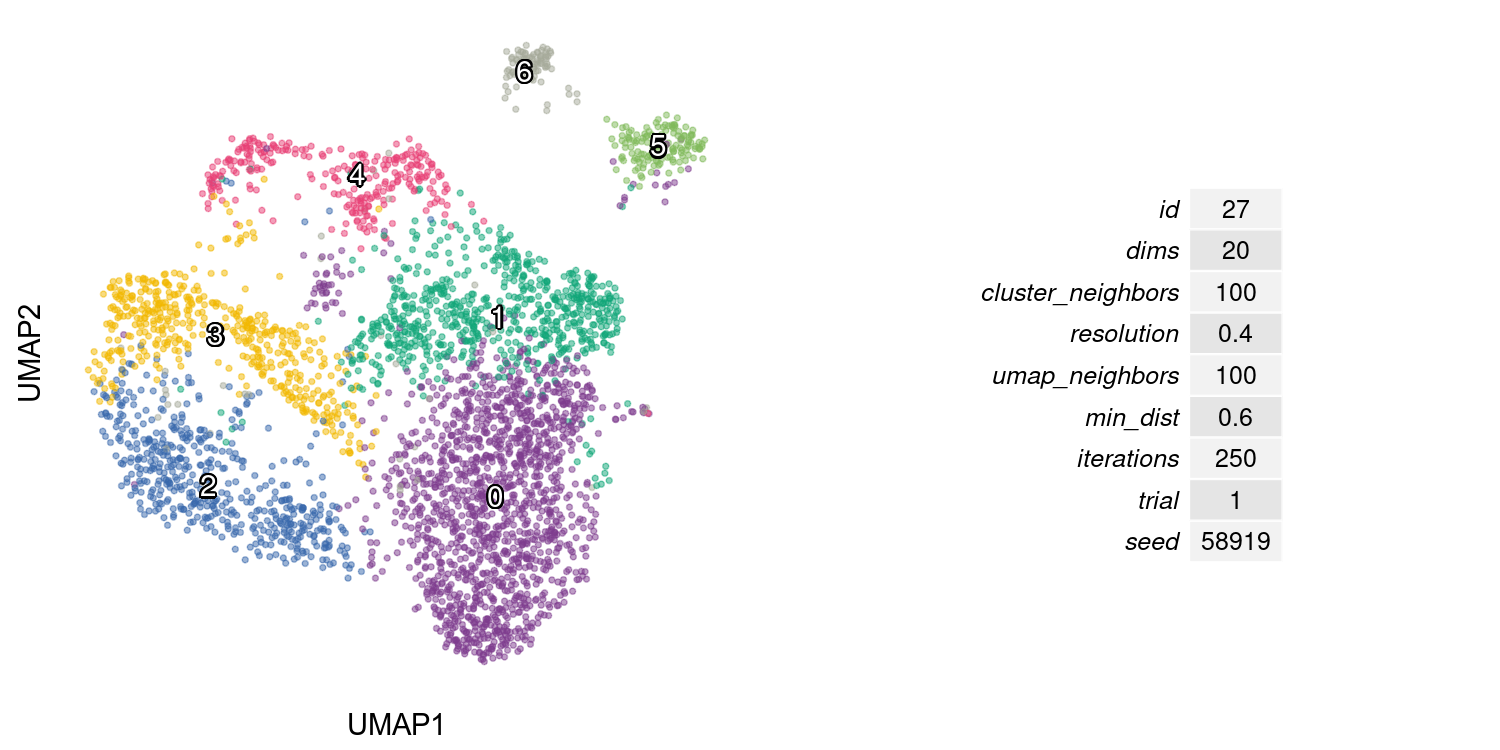 6
5
4
1
3
2
0
UMAP2
UMAP1
id 27
dims 20
cluster_neighbors 100
resolution 0.4
umap_neighbors 100
min_dist 0.6
iterations 250
trial 1
seed 58919